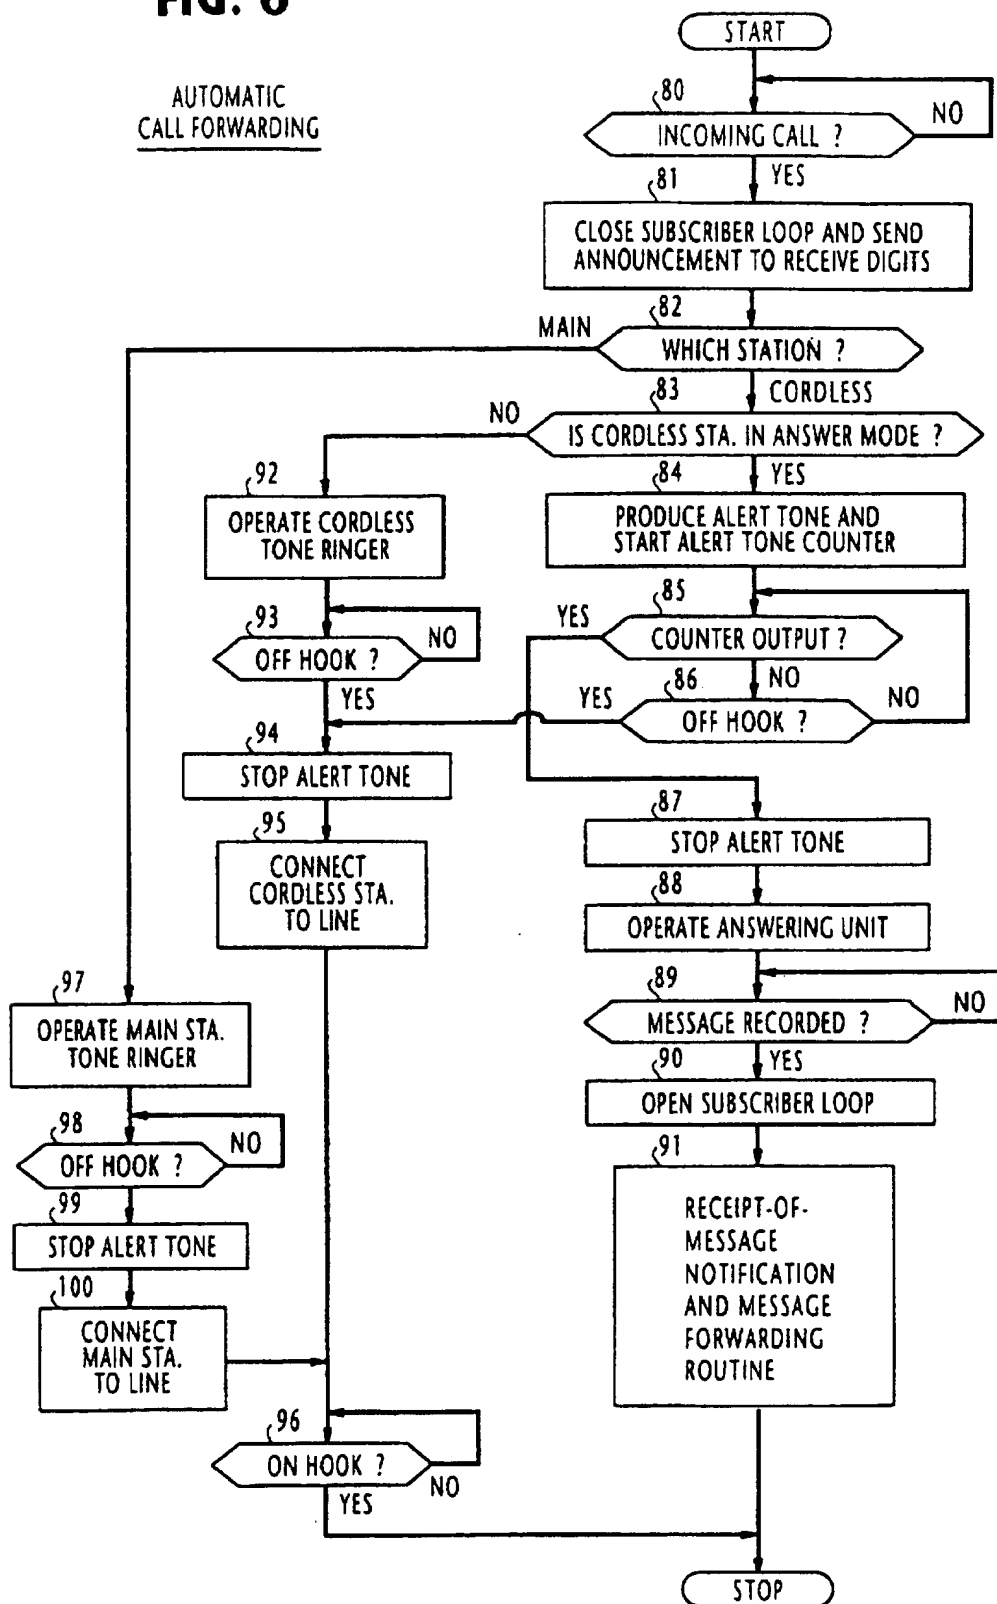 FIG. 6
AUTOMATIC
CALL FORWARDING
START
80
INCOMING CALL ?
NO
YES
81
CLOSE SUBSCRIBER LOOP AND SEND
ANNOUNCEMENT TO RECEIVE DIGITS
82
MAIN
WHICH STATION ?
CORDLESS
83
NO
IS CORDLESS STA. IN ANSWER MODE ?
YES
84
PRODUCE ALERT TONE AND
START ALERT TONE COUNTER
92
OPERATE CORDLESS
TONE RINGER
85
YES
COUNTER OUTPUT ?
NO
93
OFF HOOK ?
NO
YES
86
YES
OFF HOOK ?
NO
94
STOP ALERT TONE
95
CONNECT
CORDLESS STA.
TO LINE
87
STOP ALERT TONE
88
OPERATE ANSWERING UNIT
89
MESSAGE RECORDED ?
NO
YES
90
OPEN SUBSCRIBER LOOP
91
RECEIPT-OF-
MESSAGE
NOTIFICATION
AND MESSAGE
FORWARDING
ROUTINE
97
OPERATE MAIN STA.
TONE RINGER
98
OFF HOOK ?
NO
99
STOP ALERT TONE
100
CONNECT
MAIN STA.
TO LINE
96
ON HOOK ?
NO
YES
STOP